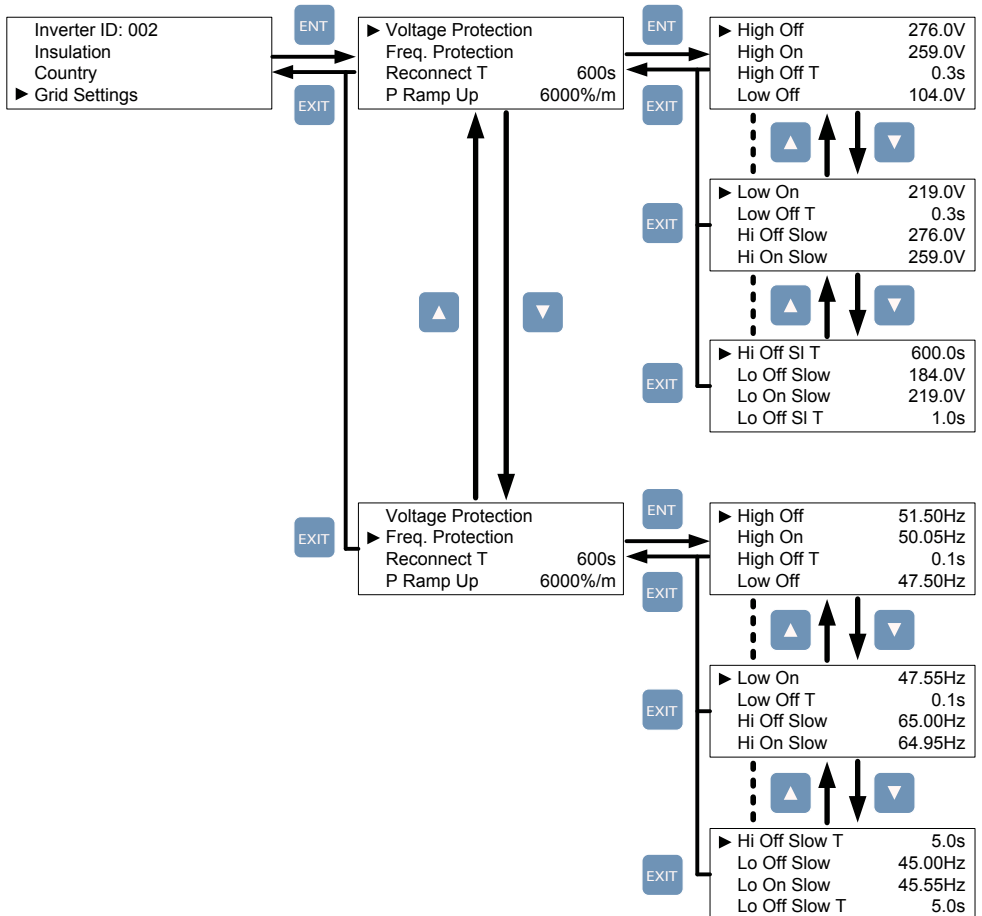 Inverter ID: 002
Insulation
Country
► Grid Settings
ENT
EXIT
► Voltage Protection
Freq. Protection
Reconnect T 600s
P Ramp Up 6000%/m
ENT
EXIT
► High Off 276.0V
High On 259.0V
High Off T 0.3s
Low Off 104.0V
▲ ▼
EXIT
► Low On 219.0V
Low Off T 0.3s
Hi Off Slow 276.0V
Hi On Slow 259.0V
▲ ▼
▲ ▼
EXIT
► Hi Off Sl T 600.0s
Lo Off Slow 184.0V
Lo On Slow 219.0V
Lo Off Sl T 1.0s
EXIT
Voltage Protection
► Freq. Protection
Reconnect T 600s
P Ramp Up 6000%/m
ENT
EXIT
► High Off 51.50Hz
High On 50.05Hz
High Off T 0.1s
Low Off 47.50Hz
▲ ▼
EXIT
► Low On 47.55Hz
Low Off T 0.1s
Hi Off Slow 65.00Hz
Hi On Slow 64.95Hz
▲ ▼
EXIT
► Hi Off Slow T 5.0s
Lo Off Slow 45.00Hz
Lo On Slow 45.55Hz
Lo Off Slow T 5.0s